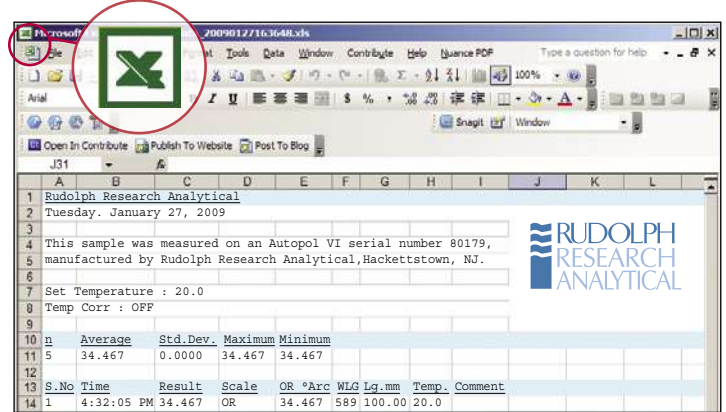 Microsof _20090127163648.xls
File mat Tools Data Window Contribute Help Nuance PDF Type a question for help
100%
Arial I U $ % ,
Snagit Window
Open In Contribute Publish To Website Post To Blog
J31 fx
A B C D E F G H I J K L
1 Rudolph Research Analytical
2 Tuesday. January 27, 2009
3
4 This sample was measured on an Autopol VI serial number 80179,
5 manufactured by Rudolph Research Analytical,Hackettstown, NJ.
6
7 Set Temperature : 20.0
8 Temp Corr : OFF
9
10 n Average Std.Dev. Maximum Minimum
11 5 34.467 0.0000 34.467 34.467
12
13 S.No Time Result Scale OR °Arc WLG Lg.mm Temp. Comment
14 1 4:32:05 PM 34.467 OR 34.467 589 100.00 20.0
RUDOLPH
RESEARCH
ANALYTICAL